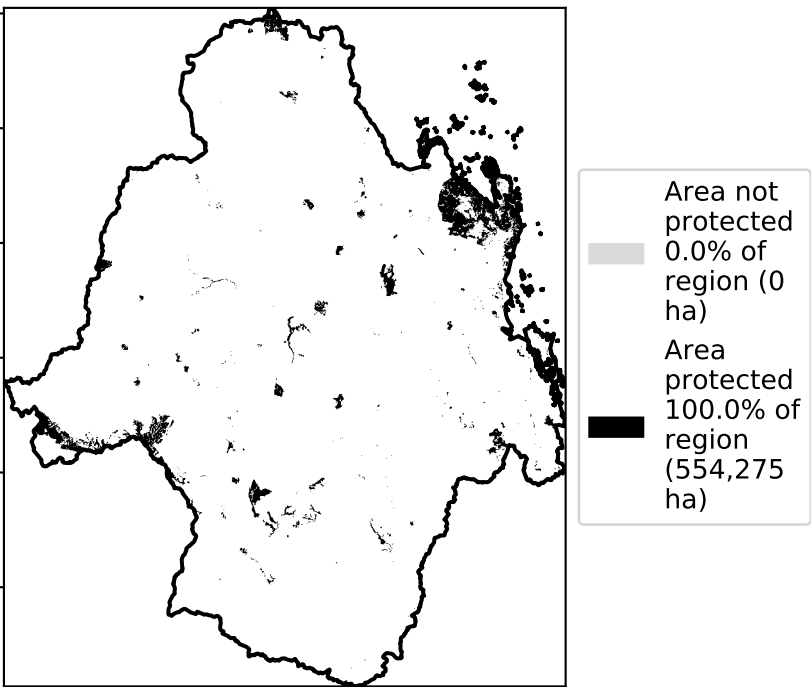 Area not
protected
0.0% of
region (0
ha)
Area
protected
100.0% of
region
(554,275
ha)